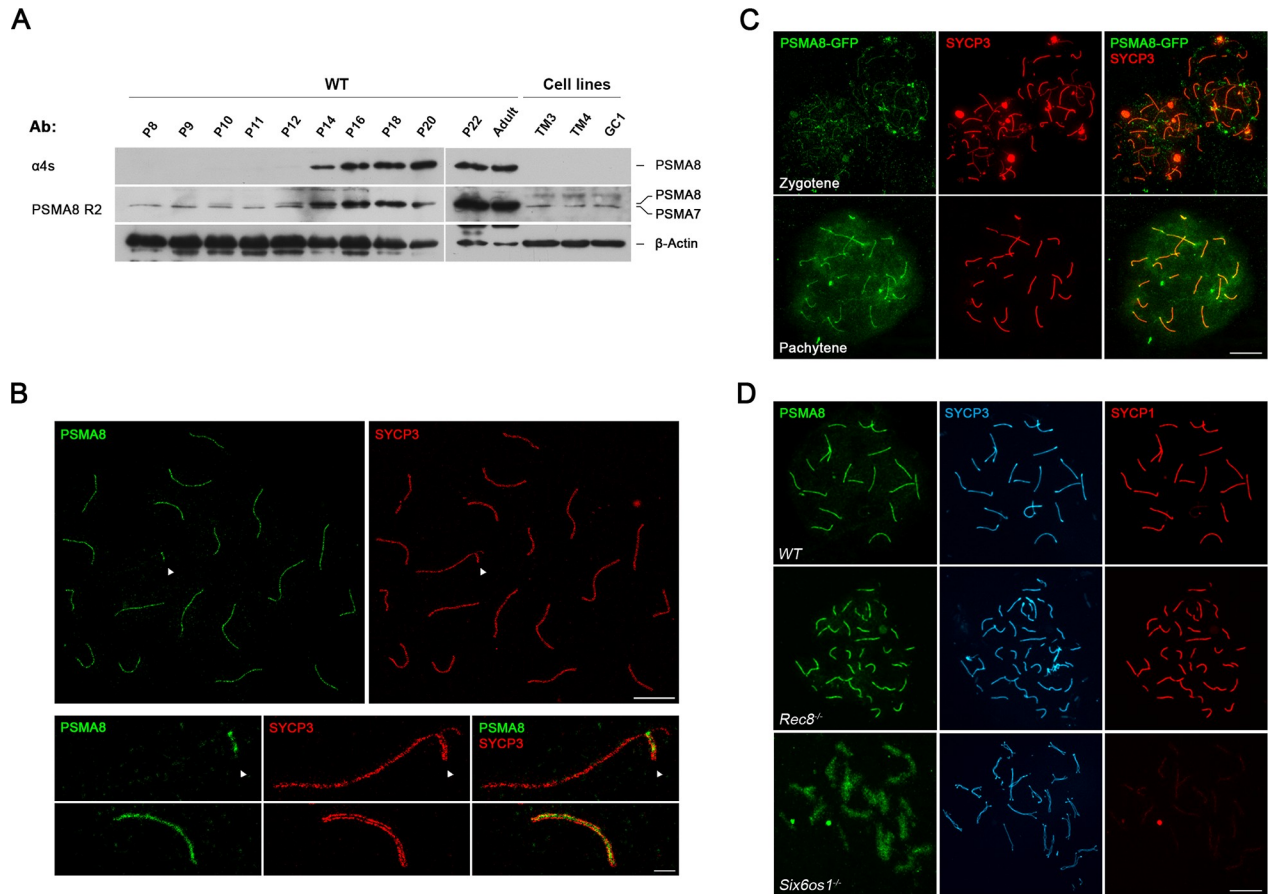 A
WT
Cell lines
Ab:
P8 P9 P10 P11 P12 P14 P16 P18 P20 P22 Adult TM3 TM4 GC1
α4s
PSMA8
PSMA8 R2
PSMA8
PSMA7
β-Actin
B
PSMA8
SYCP3
PSMA8
SYCP3
PSMA8
SYCP3
C
PSMA8-GFP
SYCP3
PSMA8-GFP
SYCP3
Zygotene
Pachytene
D
PSMA8
SYCP3
SYCP1
WT
Rec8-/-
Six6os1-/-